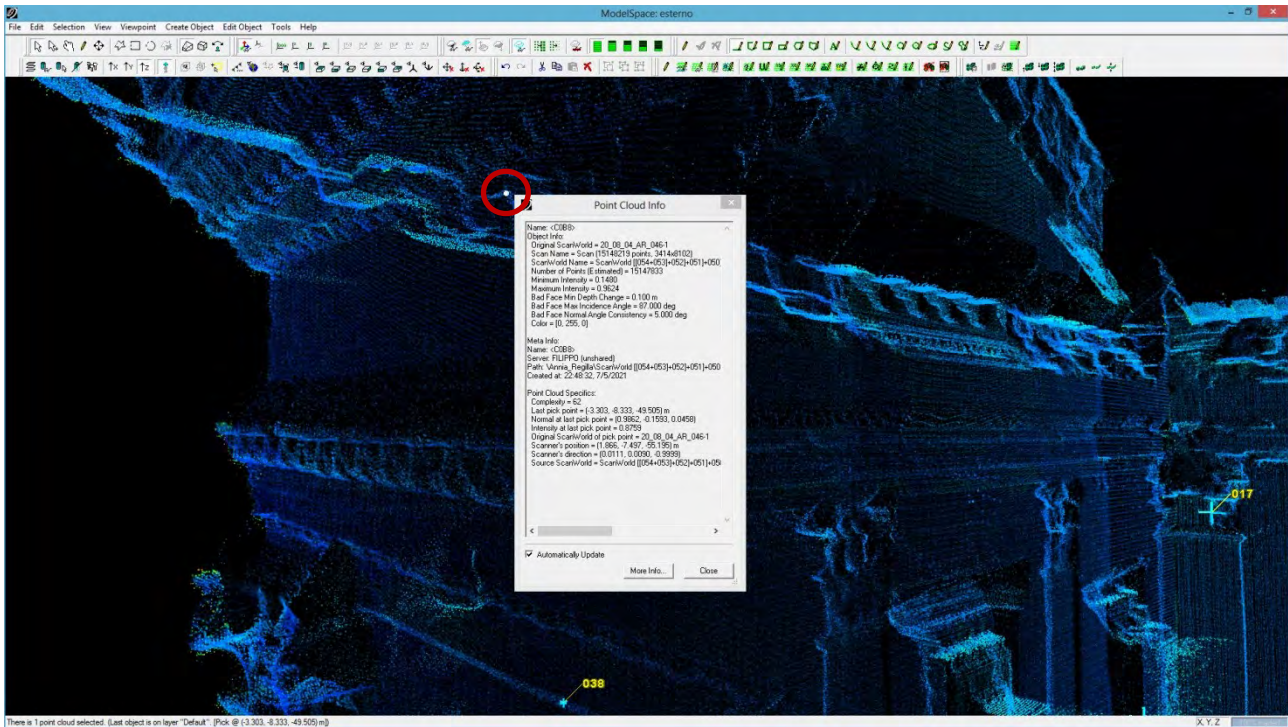 ModelSpace: esterno
File Edit Selection View Viewpoint Create Object Edit Object Tools Help
Point Cloud Info
Name: <C0B8>
Object Info:
Original ScanWorld = 20_08_04_AR_046-1
Scan Name = Scan (15148219 points, 3414x8102)
ScanWorld Name = ScanWorld [[054+053]+052]+051]+050]
Number of Points (Estimated) = 15147833
Minimum Intensity = 0.1480
Maximum Intensity = 0.9624
Bad Face Min Depth Change = 0.100 m
Bad Face Max Incidence Angle = 87.000 deg
Bad Face Normal Angle Consistency = 5.000 deg
Color = [0, 255, 0]
Meta Info:
Name: <C0B8>
Server: FILIPPO (unshared)
Path: \Annia_Regilla\ScanWorld [[054+053]+052]+051]+050
Created at: 22:48:32, 7/5/2021
Point Cloud Specifics:
Complexity = 62
Last pick point = (-3.303, -8.333, -49.505) m
Normal at last pick point = (0.9862, -0.1593, 0.0458)
Intensity at last pick point = 0.8759
Original ScanWorld of pick point = 20_08_04_AR_046-1
Scanner's position = (1.866, -7.497, -55.195) m
Scanner's direction = (0.0111, 0.0090, -0.9999)
Source ScanWorld = ScanWorld [[054+053]+052]+051]+05
017
Automatically Update
More Info... Close
038
There is 1 point cloud selected. (Last object is on layer "Default". [Pick @ (-3.303, -8.333, -49.505) m])
X, Y, Z